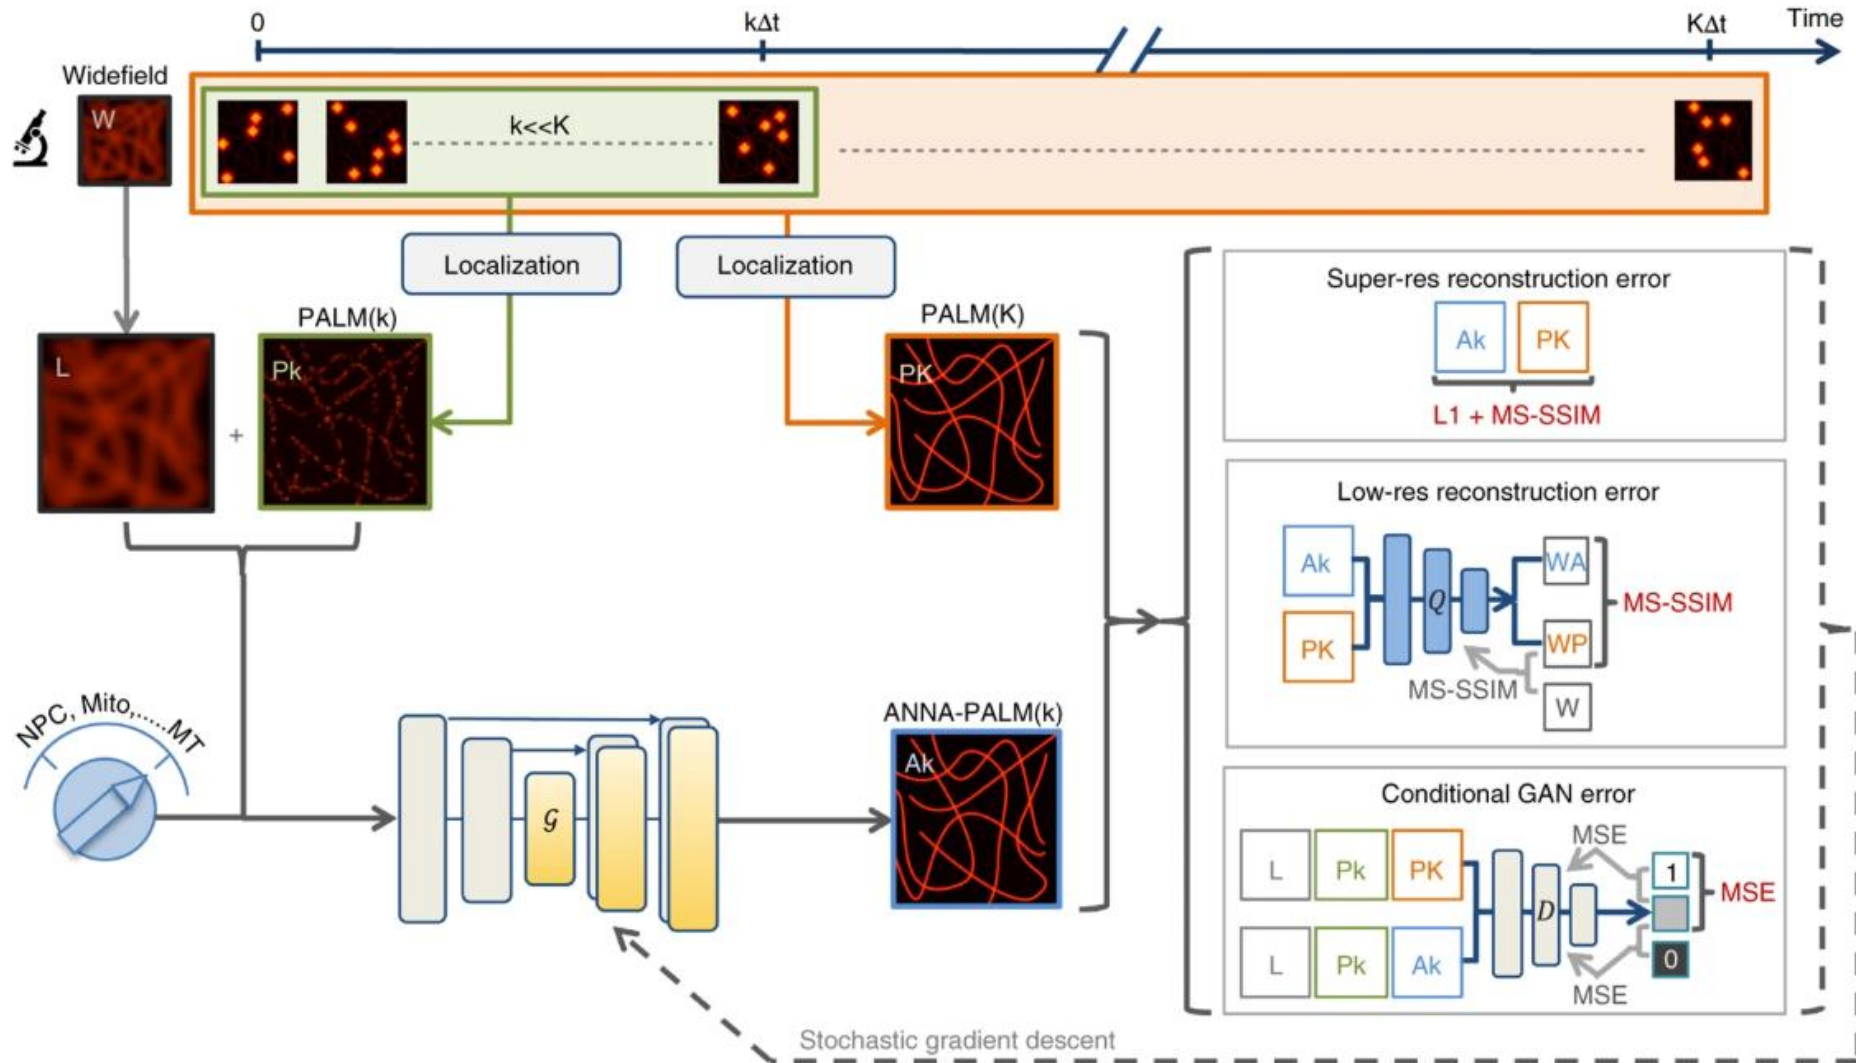 0
kΔt
KΔt
Time
Widefield
W
k<<K
Localization
Localization
PALM(k)
PALM(K)
L
+
Pk
PK
Super-res reconstruction error
Ak
PK
L1 + MS-SSIM
Low-res reconstruction error
Ak
PK
Q
WA
WP
W
MS-SSIM
MS-SSIM
NPC, Mito,.....MT
G
ANNA-PALM(k)
Ak
Conditional GAN error
L
Pk
PK
L
Pk
Ak
D
MSE
1
0
MSE
MSE
Stochastic gradient descent